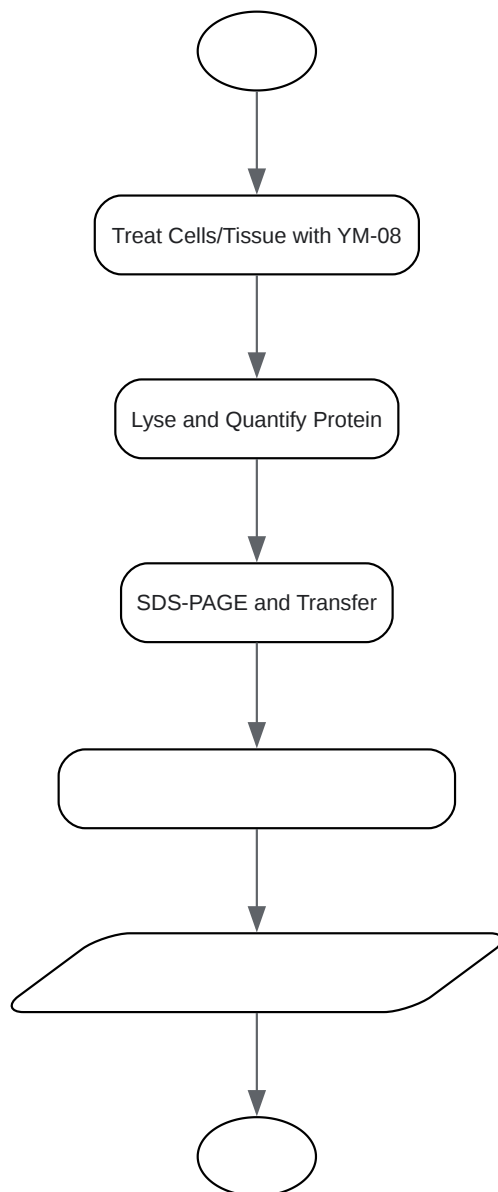 Treat Cells/Tissue with YM-08
Lyse and Quantify Protein
SDS-PAGE and Transfer